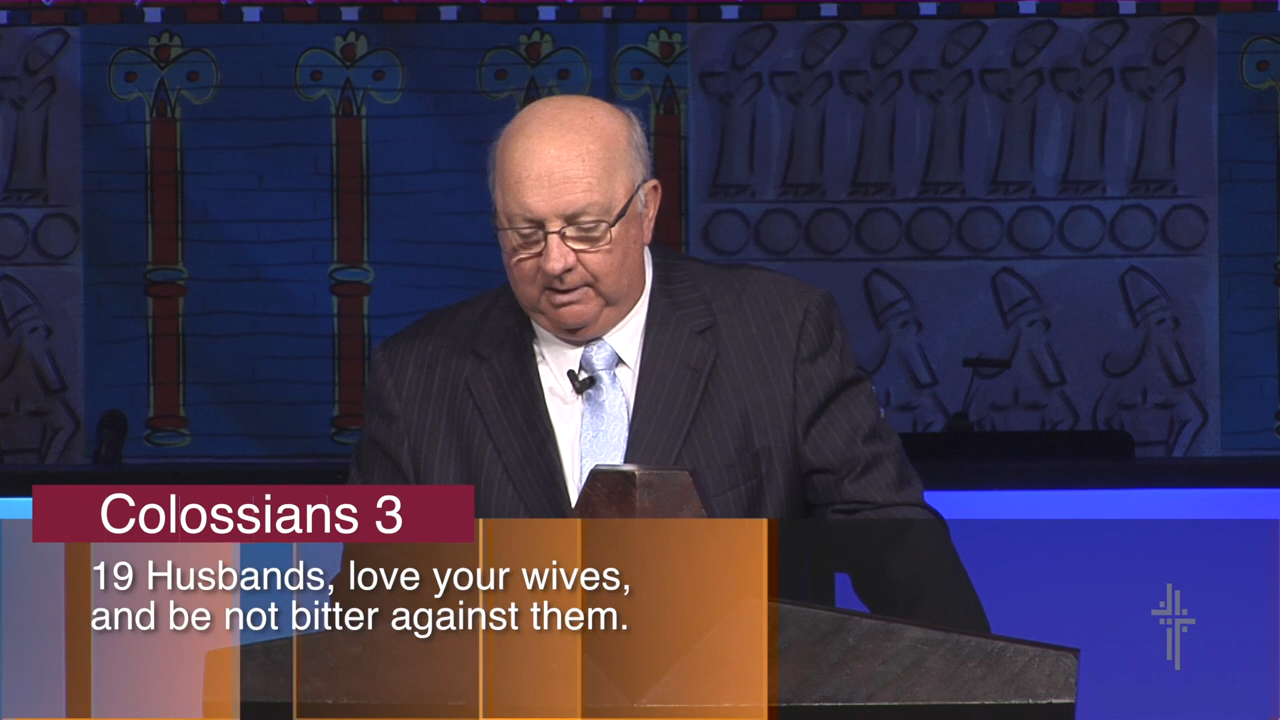 Colossians 3
19 Husbands, love your wives,
and be not bitter against them.